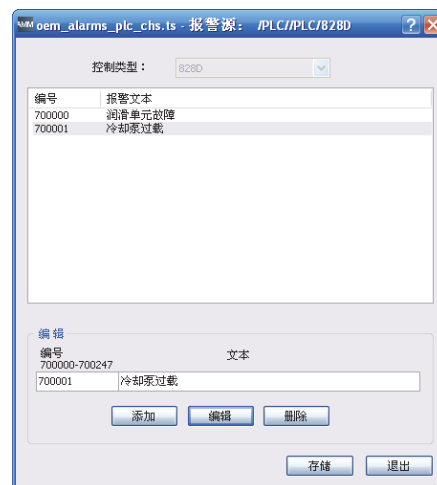 AMM oem_alarms_plc_chs.ts - 报警源： /PLC//PLC/828D
控制类型： 828D
编号 报警文本
700000 润滑单元故障
700001 冷却泵过载
编辑
编号 文本
700000-700247
700001 冷却泵过载
添加 编辑 删除
存储 退出